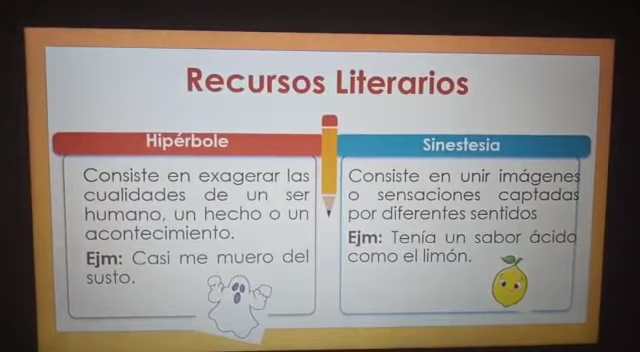 Recursos Literarios
Hipérbole
Consiste en exagerar las
cualidades de un ser
humano, un hecho o un
acontecimiento.
Ejm: Casi me muero del
susto.
Sinestesia
Consiste en unir imágenes
o sensaciones captadas
por diferentes sentidos
Ejm: Tenía un sabor ácido
como el limón.